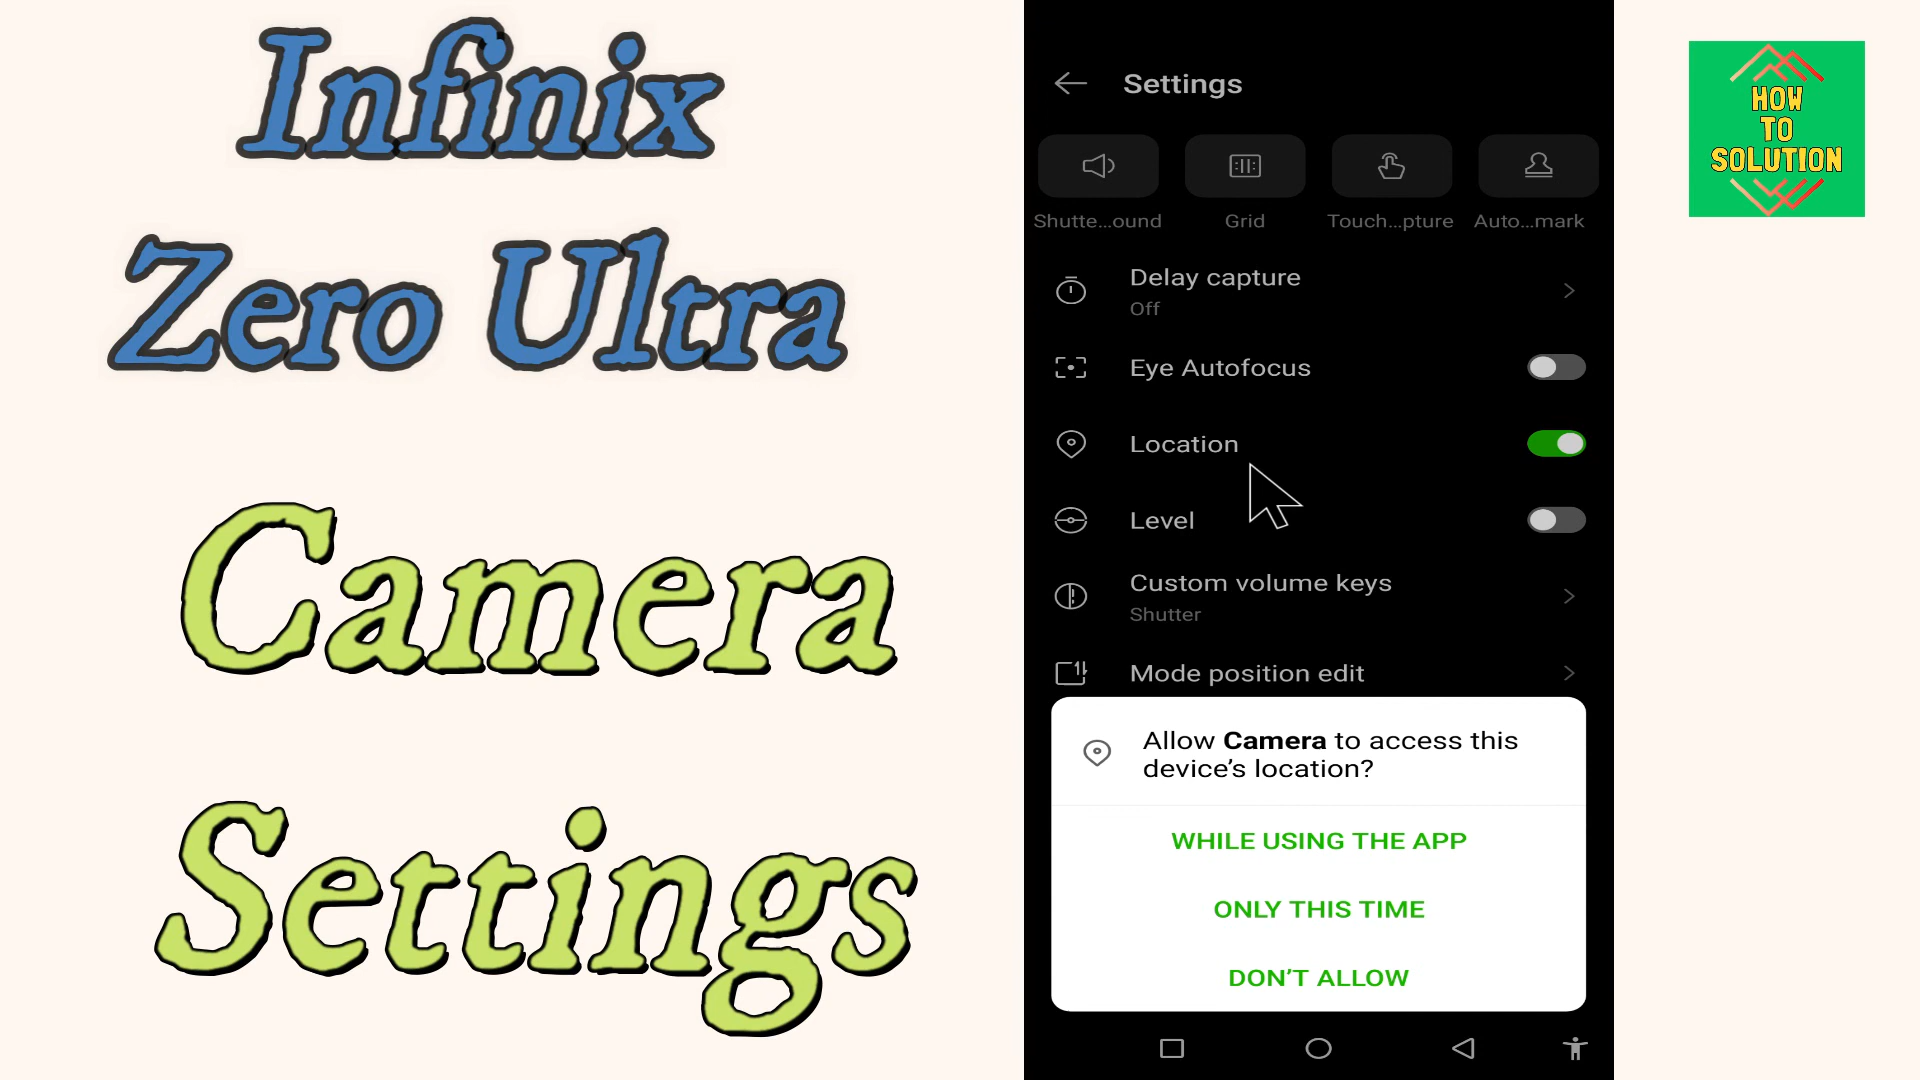 Infinix
Zero Ultra
Camera
Settings
Settings
Shutte...ound
Grid
Touch...pture
Auto...mark
Delay capture
Off
Eye Autofocus
Location
Level
Custom volume keys
Shutter
Mode position edit
Allow Camera to access this
device’s location?
WHILE USING THE APP
ONLY THIS TIME
DON’T ALLOW
HOW
TO
SOLUTION